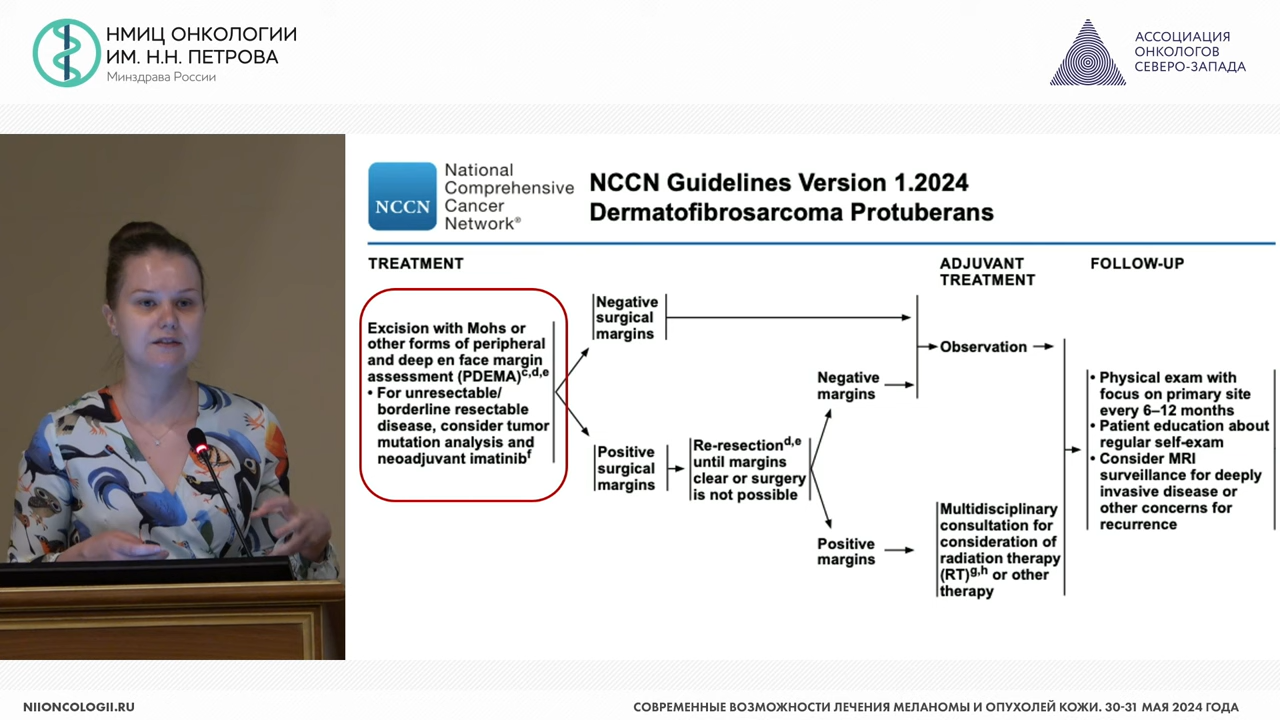 НМИЦ ОНКОЛОГИИ
ИМ. Н.Н. ПЕТРОВА
Минздрава России
АССОЦИАЦИЯ
ОНКОЛОГОВ
СЕВЕРО-ЗАПАДА
NCCN
National
Comprehensive
Cancer
Network®
NCCN Guidelines Version 1.2024
Dermatofibrosarcoma Protuberans
TREATMENT
ADJUVANT
TREATMENT
FOLLOW-UP
Excision with Mohs or
other forms of peripheral
and deep en face margin
assessment (PDEMA)c,d,e
• For unresectable/
borderline resectable
disease, consider tumor
mutation analysis and
neoadjuvant imatinibf
Negative
surgical
margins
Positive
surgical
margins
Re-resectiond,e
until margins
clear or surgery
is not possible
Negative
margins
Positive
margins
Observation
Multidisciplinary
consultation for
consideration of
radiation therapy
(RT)g,h or other
therapy
• Physical exam with
focus on primary site
every 6–12 months
• Patient education about
regular self-exam
• Consider MRI
surveillance for deeply
invasive disease or
other concerns for
recurrence
NIIONCOLOGII.RU
СОВРЕМЕННЫЕ ВОЗМОЖНОСТИ ЛЕЧЕНИЯ МЕЛАНОМЫ И ОПУХОЛЕЙ КОЖИ. 30-31 МАЯ 2024 ГОДА